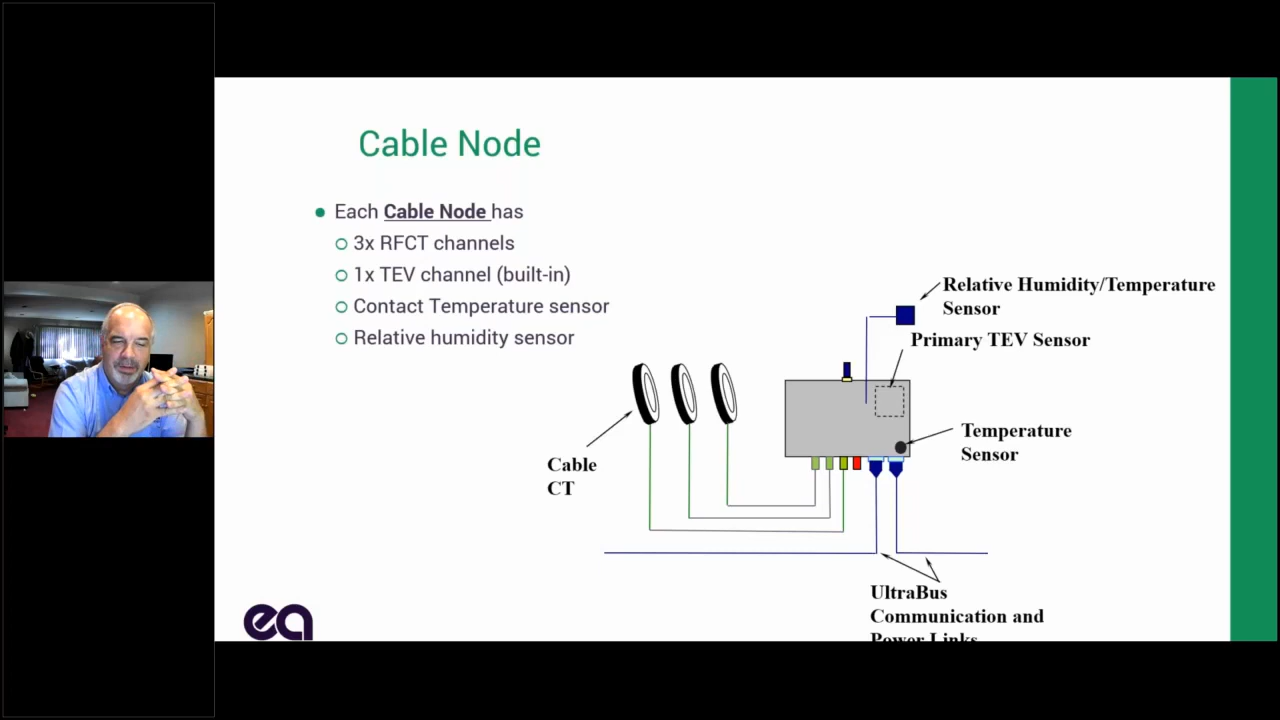 Cable Node
Each Cable Node has
3x RFCT channels
1x TEV channel (built-in)
Contact Temperature sensor
Relative humidity sensor
Relative Humidity/Temperature
Sensor
Primary TEV Sensor
Temperature
Sensor
Cable
CT
UltraBus
Communication and
Power Links
ea